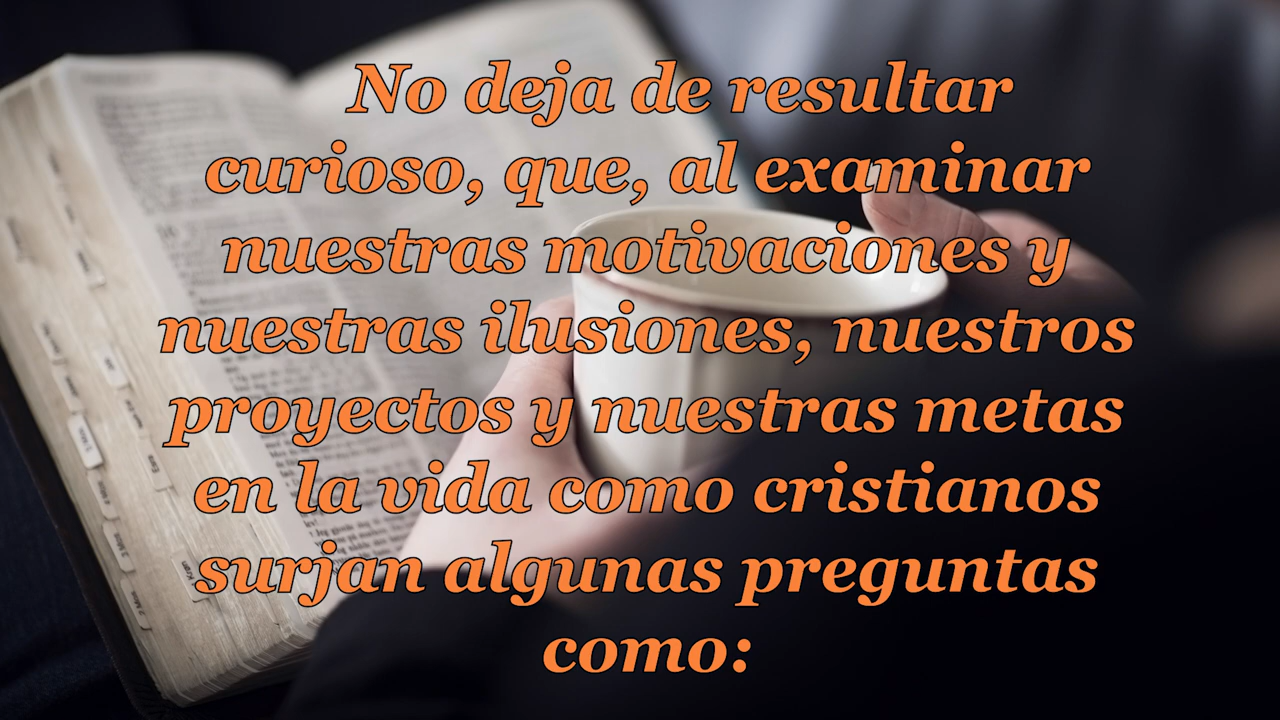 No deja de resultar
curioso, que, al examinar
nuestras motivaciones y
nuestras ilusiones, nuestros
proyectos y nuestras metas
en la vida como cristianos
surjan algunas preguntas
como: